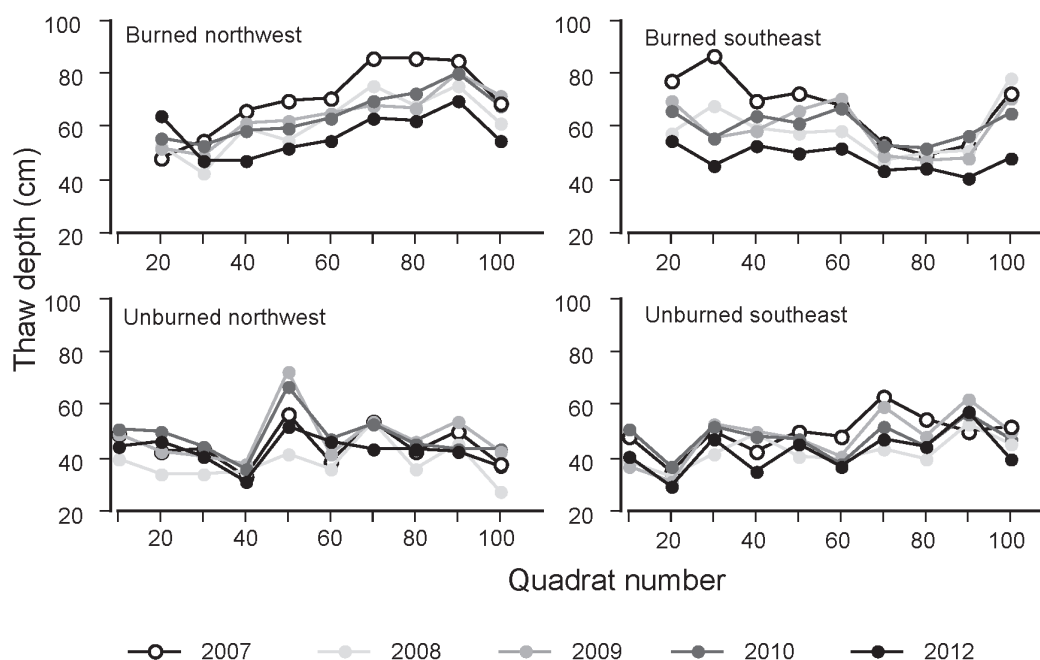 Thaw depth (cm)
Burned northwest
100
80
60
40
20
20 40 60 80 100
Burned southeast
100
80
60
40
20
20 40 60 80 100
Unburned northwest
100
80
60
40
20
20 40 60 80 100
Unburned southeast
100
80
60
40
20
20 40 60 80 100
Quadrat number
2007 2008 2009 2010 2012